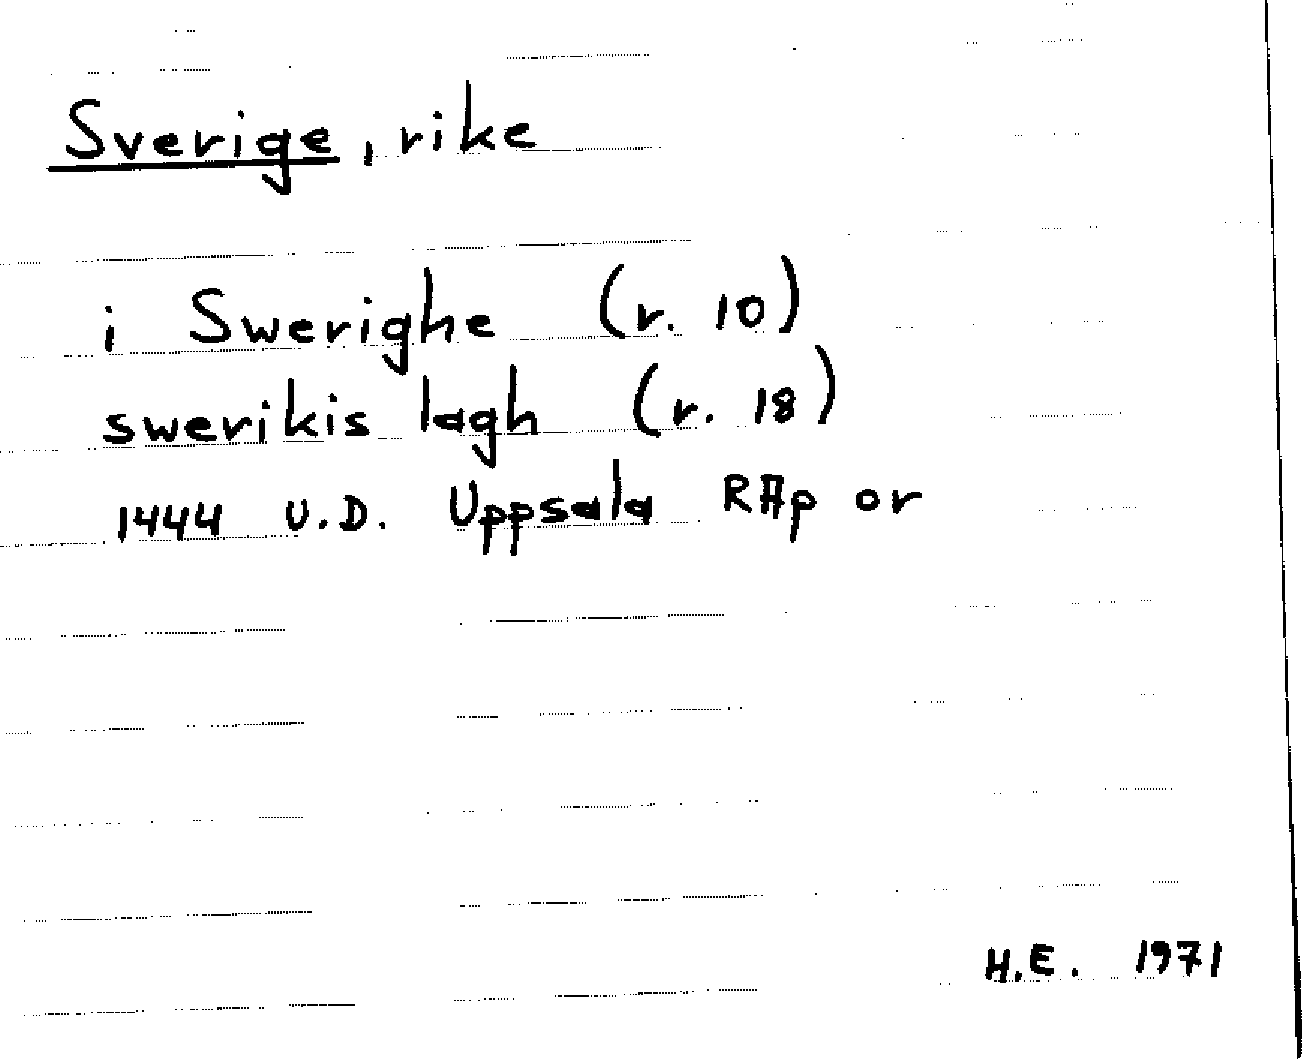 Sverige, rike
i Swerighe (r. 10)
swerikis lagh (r. 18)
1444 U.D. Uppsala RAp or
H.E. 1971